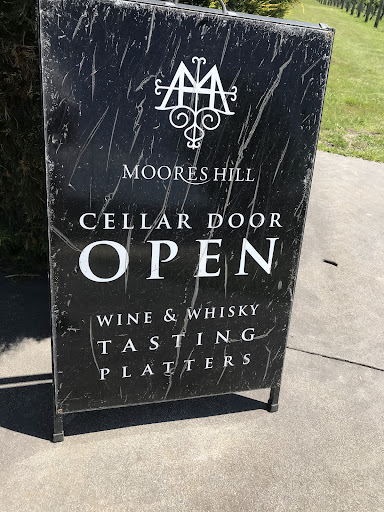 MOORES HILL
CELLAR DOOR
OPEN
WINE & WHISKY
TASTING
PLATTERS